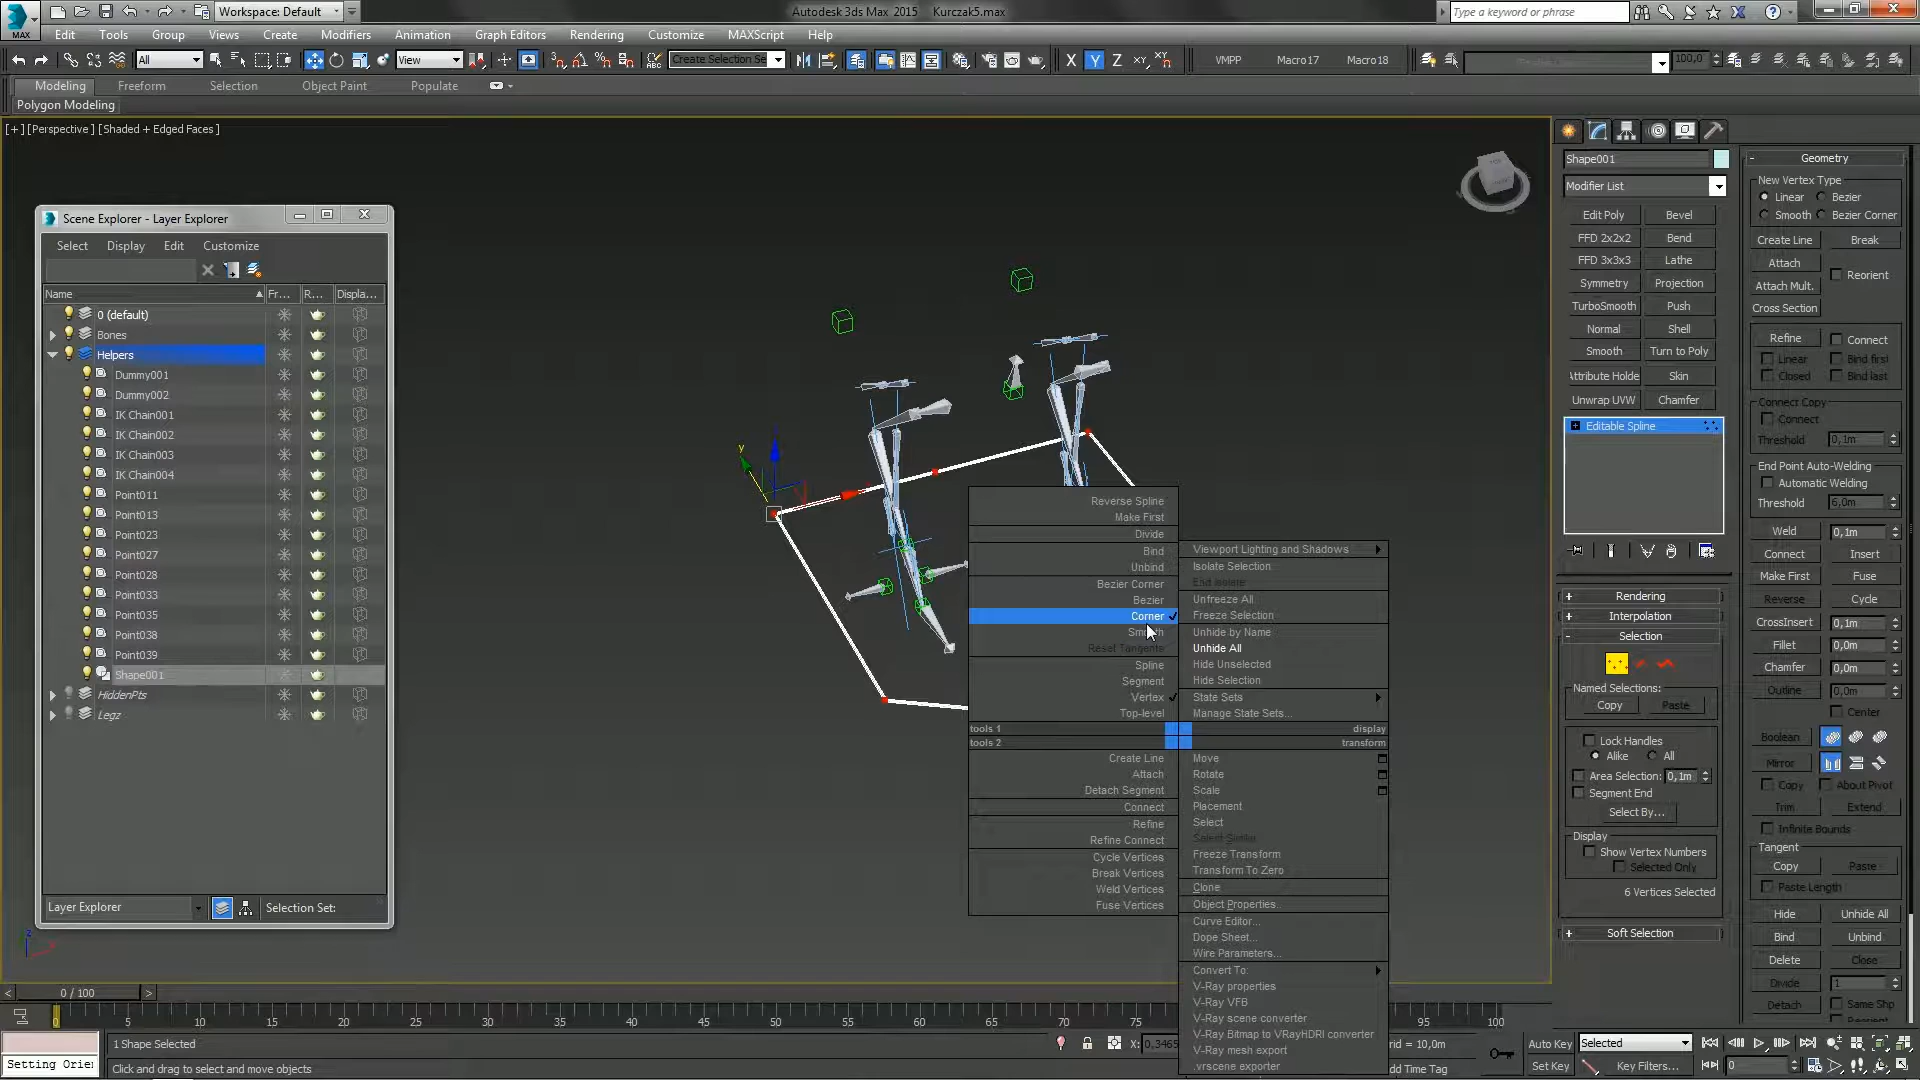 Workspace: Default
Autodesk 3ds Max 2015 Kurczak5.max
Type a keyword or phrase
MAX
Edit Tools Group Views Create Modifiers Animation Graph Editors Rendering Customize MAXScript Help
All
View
Create Selection Se
X Y Z XY
VMPP Macro17 Macro18
100,0
Modeling Freeform Selection Object Paint Populate
Polygon Modeling
[+] [Perspective] [Shaded + Edged Faces]
Scene Explorer - Layer Explorer
Select Display Edit Customize
Name Fr... R... Displa...
0 (default)
Bones
Helpers
Dummy001
Dummy002
IK Chain001
IK Chain002
IK Chain003
IK Chain004
Point011
Point013
Point023
Point027
Point028
Point033
Point035
Point038
Point039
Shape001
HiddenPts
Legz
Layer Explorer Selection Set:
y
Reverse Spline
Make First
Divide
Bind
Unbind
Bezier Corner
Bezier
Corner
Smooth
Reset Tangents
Spline
Segment
Vertex
Top-level
tools 1
tools 2
Create Line
Attach
Detach Segment
Connect
Refine
Refine Connect
Cycle Vertices
Break Vertices
Weld Vertices
Fuse Vertices
Viewport Lighting and Shadows
Isolate Selection
End Isolate
Unfreeze All
Freeze Selection
Unhide by Name
Unhide All
Hide Unselected
Hide Selection
State Sets
Manage State Sets...
display
transform
Move
Rotate
Scale
Placement
Select
Select Similar
Freeze Transform
Transform To Zero
Clone
Object Properties...
Curve Editor...
Dope Sheet...
Wire Parameters...
Convert To:
V-Ray properties
V-Ray VFB
V-Ray scene converter
V-Ray Bitmap to VRayHDRI converter
V-Ray mesh export
.vrscene exporter
Shape001
Modifier List
Edit Poly Bevel
FFD 2x2x2 Bend
FFD 3x3x3 Lathe
Symmetry Projection
TurboSmooth Push
Normal Shell
Smooth Turn to Poly
Attribute Holde Skin
Unwrap UVW Chamfer
Editable Spline
+ Rendering
+ Interpolation
- Selection
Named Selections:
Copy Paste
Lock Handles
Alike All
Area Selection: 0,1m
Segment End
Select By...
Display
Show Vertex Numbers
Selected Only
6 Vertices Selected
+ Soft Selection
- Geometry
New Vertex Type
Linear Bezier
Smooth Bezier Corner
Create Line Break
Attach
Reorient
Attach Mult.
Cross Section
Refine Connect
Linear Bind first
Closed Bind last
Connect Copy
Connect
Threshold 0,1m
End Point Auto-Welding
Automatic Welding
Threshold 6,0m
Weld 0,1m
Connect Insert
Make First Fuse
Reverse Cycle
CrossInsert 0,1m
Fillet 0,0m
Chamfer 0,0m
Outline 0,0m
Center
Boolean
Mirror
Copy About Pivot
Trim Extend
Infinite Bounds
Tangent
Copy Paste
Paste Length
Hide Unhide All
Bind Unbind
Delete Close
Divide 1
Detach Same Shp
< 0 / 100 >
0 5 10 15 20 25 30 35 40 45 50 55 60 65 70 75 95 100
Setting Orie
1 Shape Selected
Click and drag to select and move objects
X: 0,3465
rid = 10,0m
dd Time Tag
Auto Key Selected
Set Key Key Filters...
0